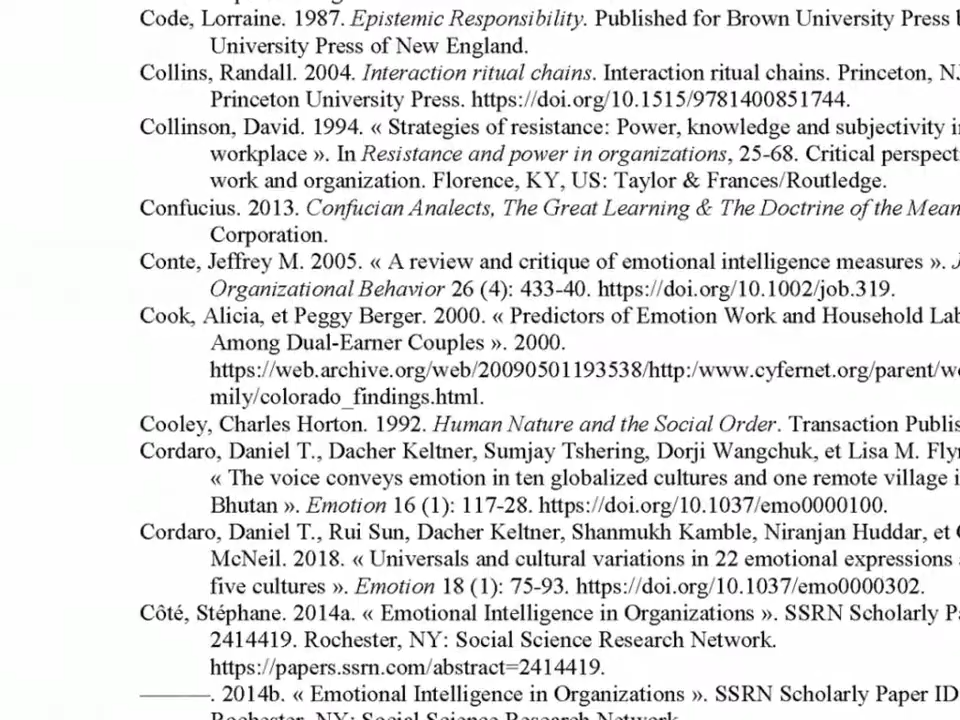 Code, Lorraine. 1987. Epistemic Responsibility. Published for Brown University Press
University Press of New England.
Collins, Randall. 2004. Interaction ritual chains. Interaction ritual chains. Princeton, NJ
Princeton University Press. https://doi.org/10.1515/9781400851744.
Collinson, David. 1994. « Strategies of resistance: Power, knowledge and subjectivity
workplace ». In Resistance and power in organizations, 25-68. Critical perspect
work and organization. Florence, KY, US: Taylor & Frances/Routledge.
Confucius. 2013. Confucian Analects, The Great Learning & The Doctrine of the Mean
Corporation.
Conte, Jeffrey M. 2005. « A review and critique of emotional intelligence measures ».
Organizational Behavior 26 (4): 433-40. https://doi.org/10.1002/job.319.
Cook, Alicia, et Peggy Berger. 2000. « Predictors of Emotion Work and Household Lab
Among Dual-Earner Couples ». 2000.
https://web.archive.org/web/20090501193538/http:/www.cyfernet.org/parent/w
mily/colorado_findings.html.
Cooley, Charles Horton. 1992. Human Nature and the Social Order. Transaction Publis
Cordaro, Daniel T., Dacher Keltner, Sumjay Tshering, Dorji Wangchuk, et Lisa M. Fly
« The voice conveys emotion in ten globalized cultures and one remote village i
Bhutan ». Emotion 16 (1): 117-28. https://doi.org/10.1037/emo0000100.
Cordaro, Daniel T., Rui Sun, Dacher Keltner, Shanmukh Kamble, Niranjan Huddar, et
McNeil. 2018. « Universals and cultural variations in 22 emotional expressions
five cultures ». Emotion 18 (1): 75-93. https://doi.org/10.1037/emo0000302.
Côté, Stéphane. 2014a. « Emotional Intelligence in Organizations ». SSRN Scholarly P
2414419. Rochester, NY: Social Science Research Network.
https://papers.ssrn.com/abstract=2414419.
———. 2014b. « Emotional Intelligence in Organizations ». SSRN Scholarly Paper ID
Rochester, NY: Social Science Research Network.